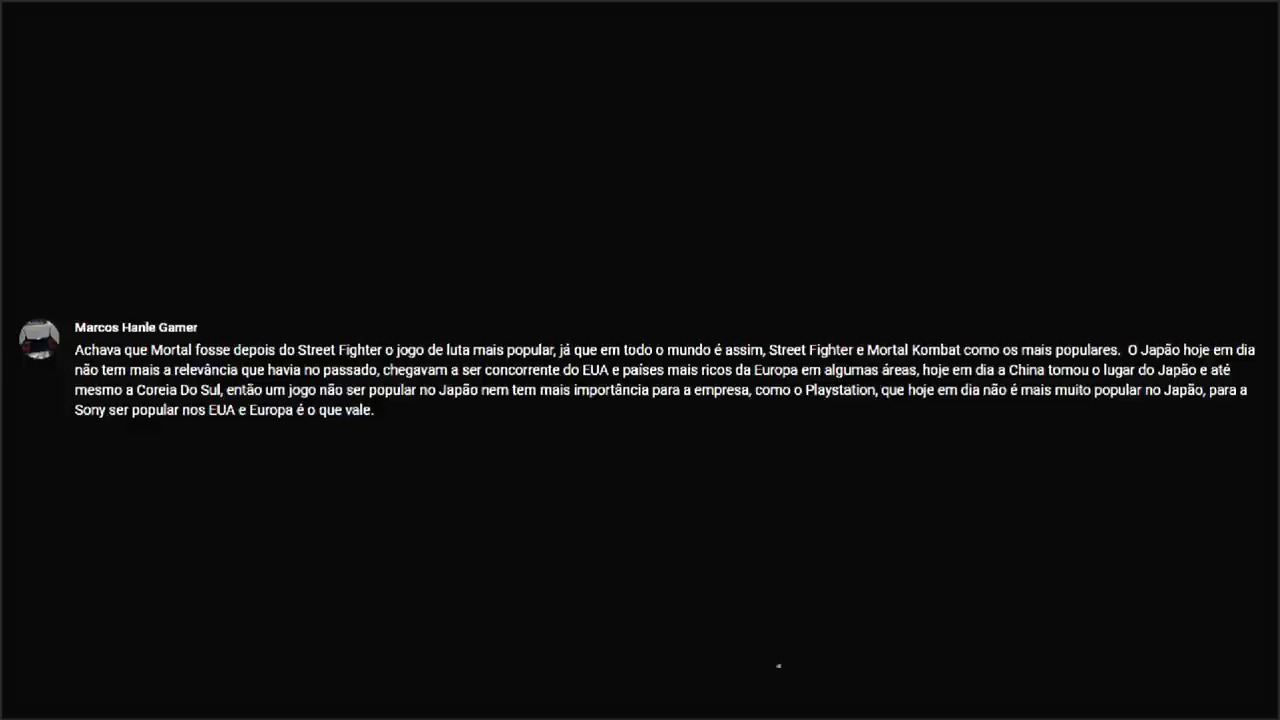 Marcos Hanle Gamer
Achava que Mortal fosse depois do Street Fighter o jogo de luta mais popular, já que em todo o mundo é assim, Street Fighter e Mortal Kombat como os mais populares.  O Japão hoje em dia
não tem mais a relevância que havia no passado, chegavam a ser concorrente do EUA e países mais ricos da Europa em algumas áreas, hoje em dia a China tomou o lugar do Japão e até
mesmo a Coreia Do Sul, então um jogo não ser popular no Japão nem tem mais importância para a empresa, como o Playstation, que hoje em dia não é mais muito popular no Japão, para a
Sony ser popular nos EUA e Europa é o que vale.